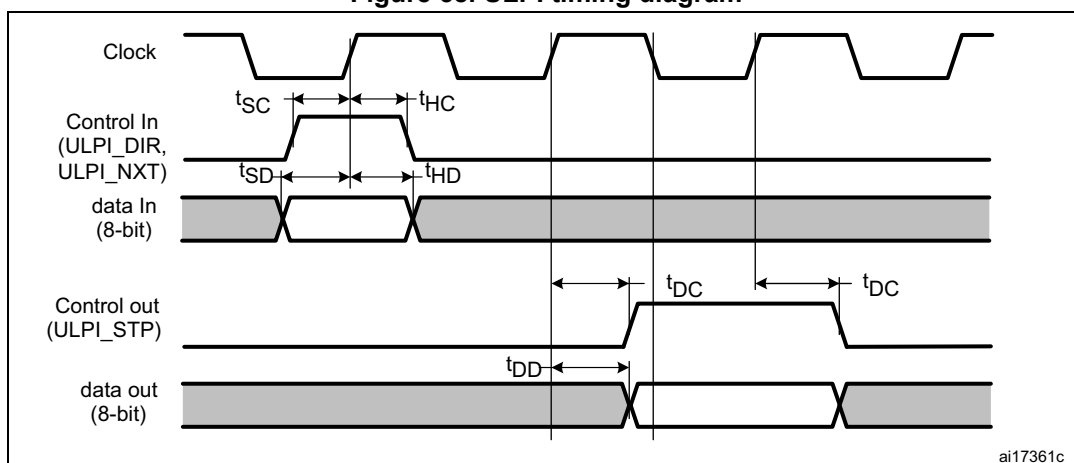 Clock
tSC
tHC
Control In
(ULPI_DIR,
ULPI_NXT)
tSD
tHD
data In
(8-bit)
tDC
tDC
Control out
(ULPI_STP)
tDD
data out
(8-bit)
ai17361c